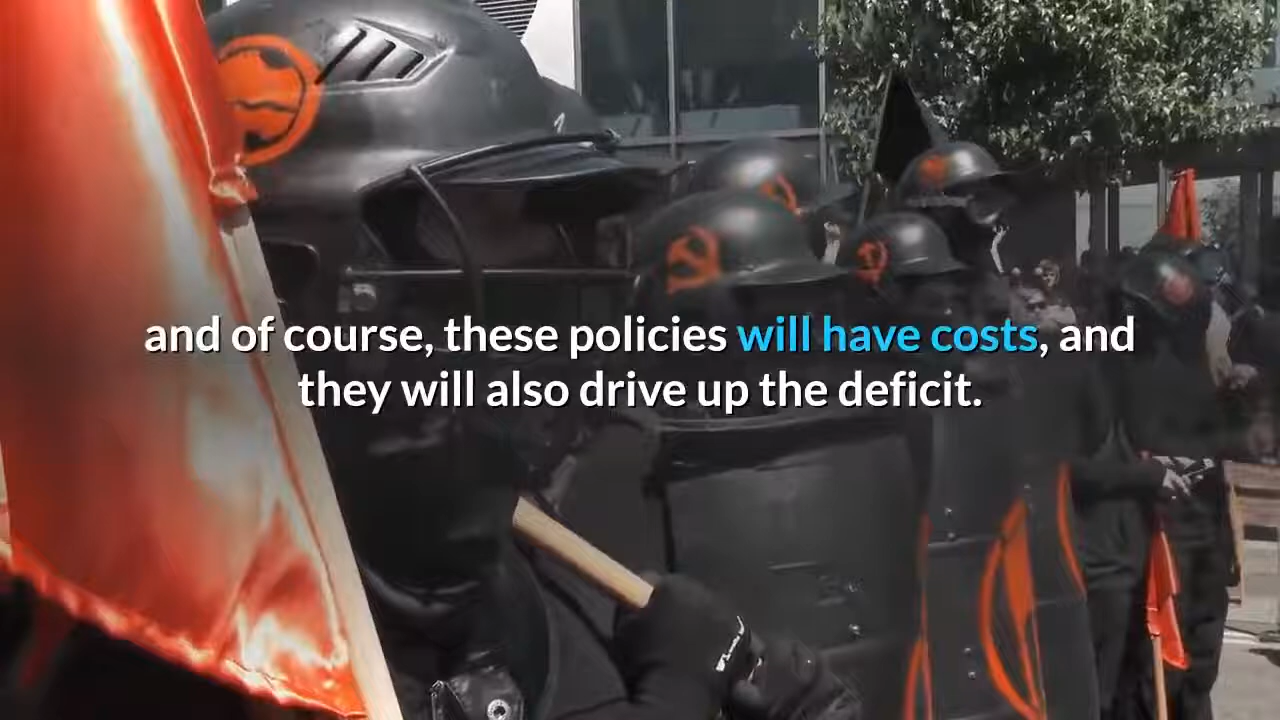 and of course, these policies will have costs, and
they will also drive up the deficit.